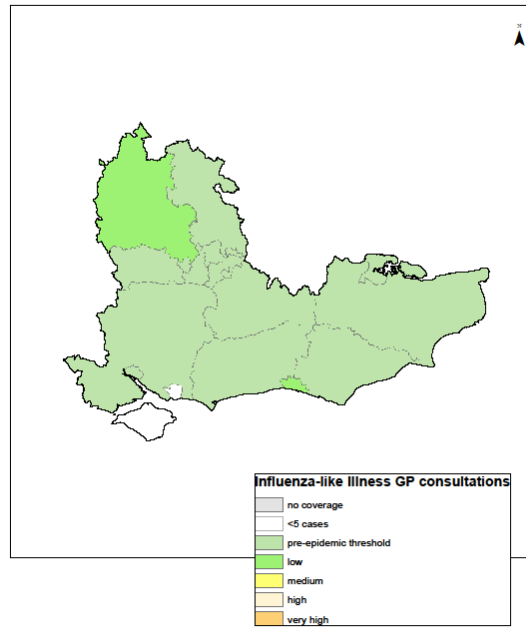 N
Influenza-like Illness GP consultations
no coverage
<5 cases
pre-epidemic threshold
low
medium
high
very high